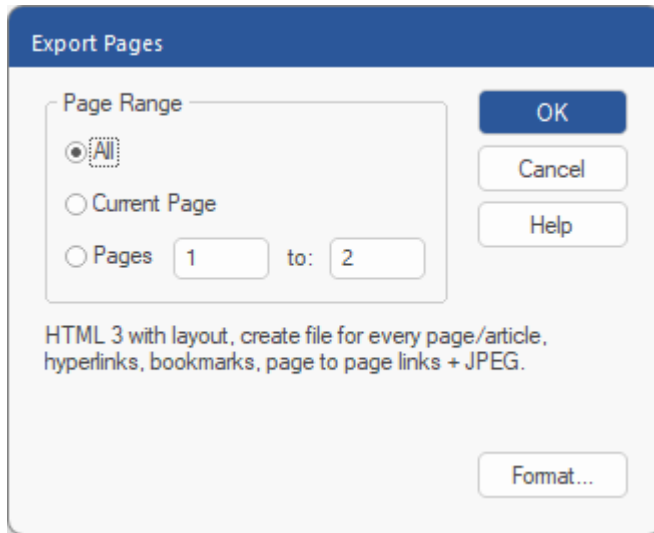 Export Pages
Page Range
All
Current Page
Pages 1 to: 2
OK
Cancel
Help
HTML 3 with layout, create file for every page/article,
hyperlinks, bookmarks, page to page links + JPEG.
Format...